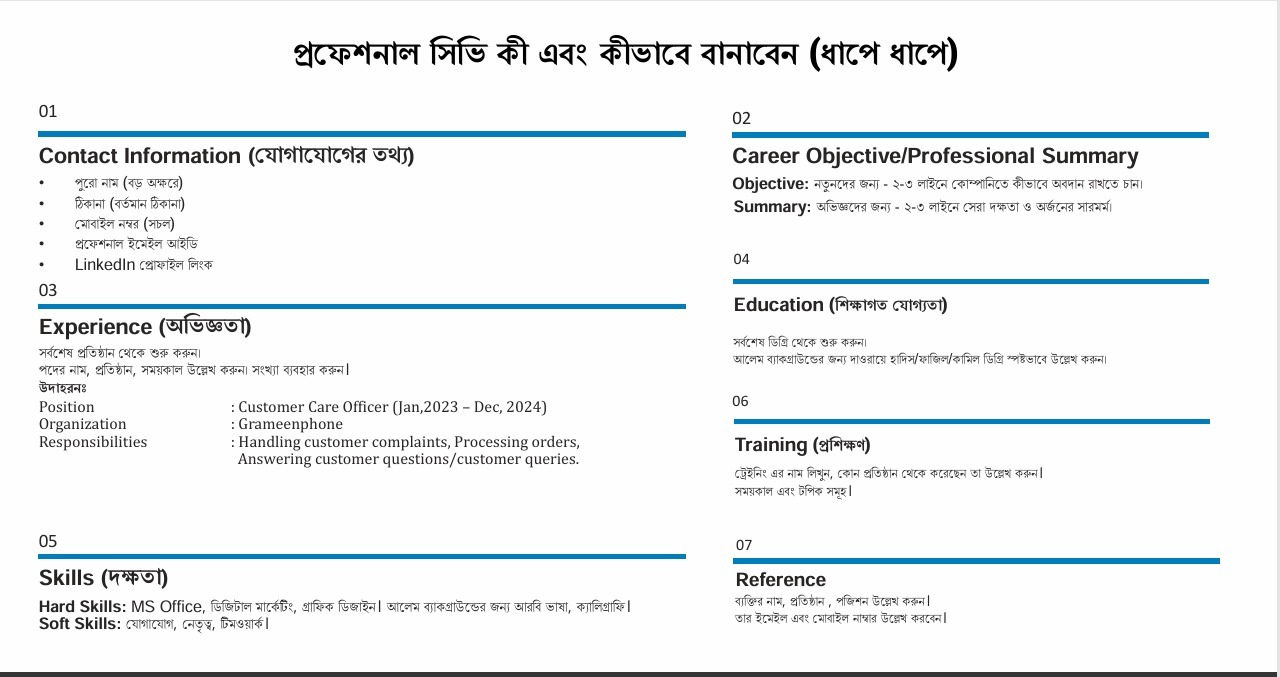 প্রফেশনাল সিভি কী এবং কীভাবে বানাবেন (ধাপে ধাপে)
01
Contact Information (যোগাযোগের তথ্য)
• পুরো নাম (বড় অক্ষরে)
• ঠিকানা (বর্তমান ঠিকানা)
• মোবাইল নম্বর (সচল)
• প্রফেশনাল ইমেইল আইডি
• LinkedIn প্রোফাইল লিংক
02
Career Objective/Professional Summary
Objective: নতুনদের জন্য - ২-৩ লাইনে কোম্পানিতে কীভাবে অবদান রাখতে চান।
Summary: অভিজ্ঞদের জন্য - ২-৩ লাইনে সেরা দক্ষতা ও অর্জনের সারমর্ম।
03
Experience (অভিজ্ঞতা)
সর্বশেষ প্রতিষ্ঠান থেকে শুরু করুন।
পদের নাম, প্রতিষ্ঠান, সময়কাল উল্লেখ করুন। সংখ্যা ব্যবহার করুন|
উদাহরনঃ
Position : Customer Care Officer (Jan,2023 – Dec, 2024)
Organization : Grameenphone
Responsibilities : Handling customer complaints, Processing orders,
Answering customer questions/customer queries.
04
Education (শিক্ষাগত যোগ্যতা)
সর্বশেষ ডিগ্রি থেকে শুরু করুন।
আলেম ব্যাকগ্রাউন্ডের জন্য দাওরায়ে হাদিস/ফাজিল/কামিল ডিগ্রি স্পষ্টভাবে উল্লেখ করুন।
05
Skills (দক্ষতা)
Hard Skills: MS Office, ডিজিটাল মার্কেটিং, গ্রাফিক ডিজাইন| আলেম ব্যাকগ্রাউন্ডের জন্য আরবি ভাষা, ক্যালিগ্রাফি|
Soft Skills: যোগাযোগ, নেতৃত্ব, টিমওয়ার্ক|
06
Training (প্রশিক্ষণ)
ট্রেইনিং এর নাম লিখুন, কোন প্রতিষ্ঠান থেকে করেছেন তা উল্লেখ করুন|
সময়কাল এবং টপিক সমূহ|
07
Reference
ব্যক্তির নাম, প্রতিষ্ঠান , পজিশন উল্লেখ করুন|
তার ইমেইল এবং মোবাইল নাম্বার উল্লেখ করবেন|